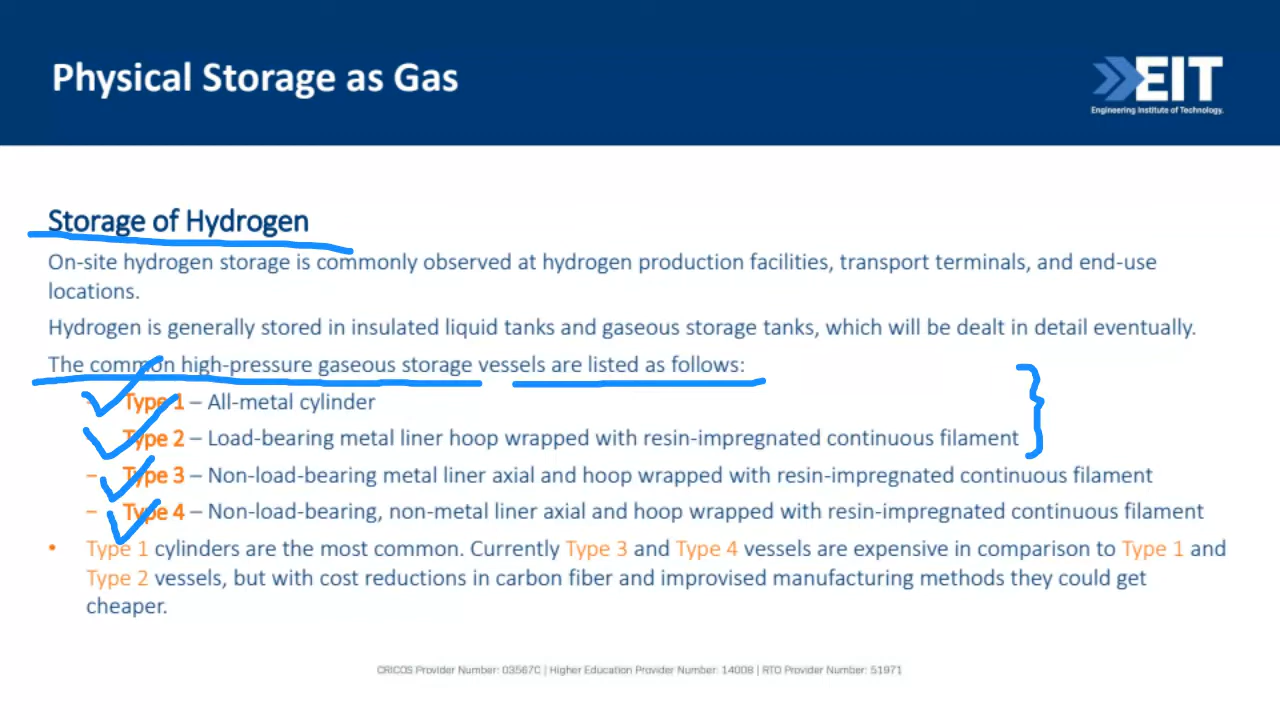 Physical Storage as Gas
EIT
Engineering Institute of Technology.
Storage of Hydrogen
On-site hydrogen storage is commonly observed at hydrogen production facilities, transport terminals, and end-use
locations.
Hydrogen is generally stored in insulated liquid tanks and gaseous storage tanks, which will be dealt in detail eventually.
The common high-pressure gaseous storage vessels are listed as follows:
– Type 1 – All-metal cylinder
Type 2 – Load-bearing metal liner hoop wrapped with resin-impregnated continuous filament
– Type 3 – Non-load-bearing metal liner axial and hoop wrapped with resin-impregnated continuous filament
– Type 4 – Non-load-bearing, non-metal liner axial and hoop wrapped with resin-impregnated continuous filament
• Type 1 cylinders are the most common. Currently Type 3 and Type 4 vessels are expensive in comparison to Type 1 and
Type 2 vessels, but with cost reductions in carbon fiber and improvised manufacturing methods they could get
cheaper.
CRICOS Provider Number: 03567C | Higher Education Provider Number: 14008 | RTO Provider Number: 51971